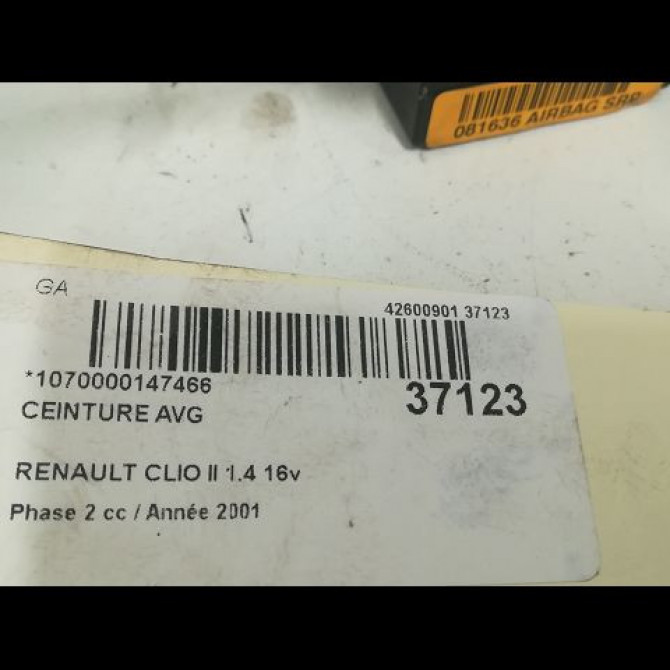 081636 AIRBAG SRP
GA
42600901 37123
*1070000147466
37123
CEINTURE AVG
RENAULT CLIO II 1.4 16v
Phase 2 cc / Année 2001